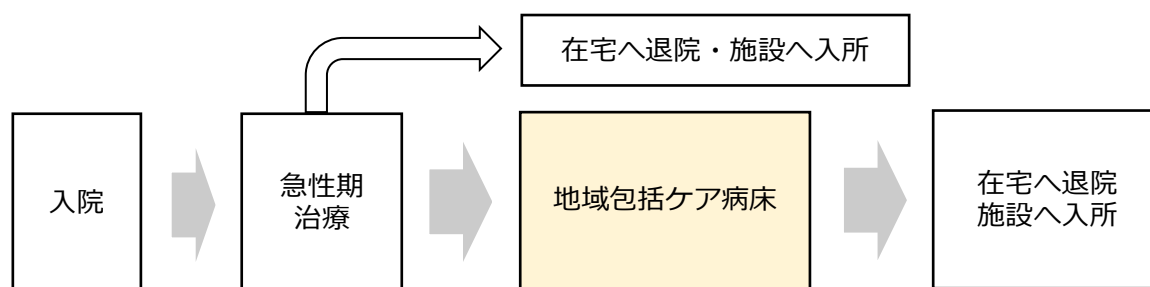 在宅へ退院・施設へ入所
入院
急性期
治療
地域包括ケア病床
在宅へ退院
施設へ入所